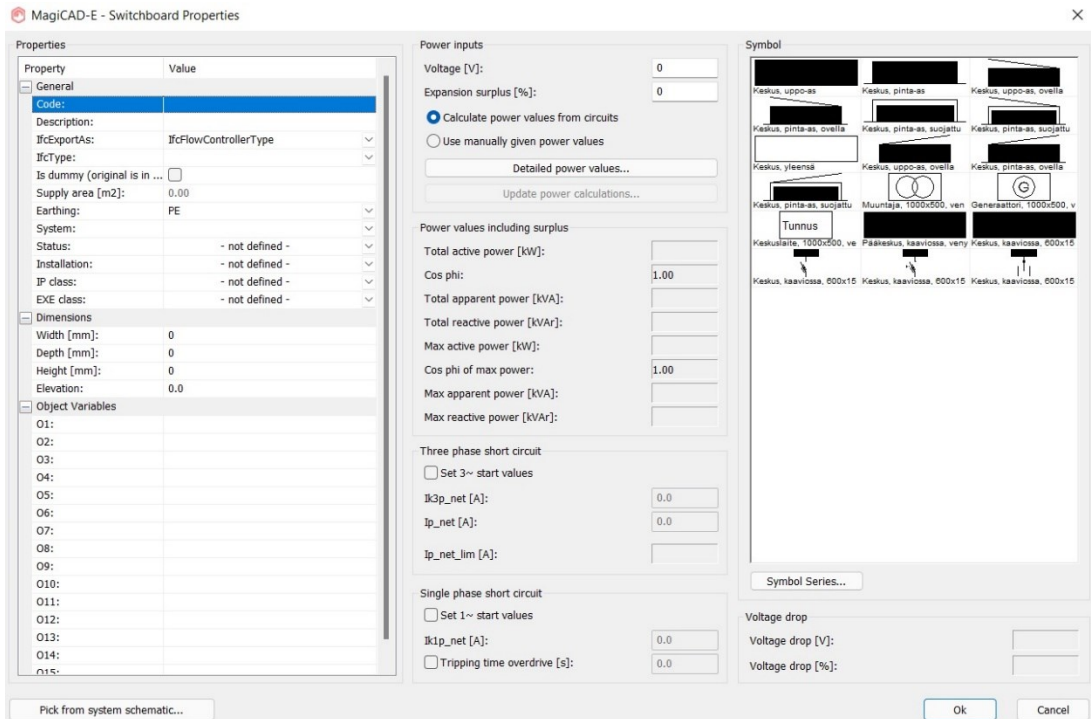 MagiCAD-E - Switchboard Properties
Properties
Property Value
General
Code:
Description:
IfcExportAs: IfcFlowControllerType
IfcType:
Is dummy (original is in ...
Supply area [m2]: 0.00
Earthing: PE
System:
Status: - not defined -
Installation: - not defined -
IP class: - not defined -
EXE class: - not defined -
Dimensions
Width [mm]: 0
Depth [mm]: 0
Height [mm]: 0
Elevation: 0.0
Object Variables
O1:
O2:
O3:
O4:
O5:
O6:
O7:
O8:
O9:
O10:
O11:
O12:
O13:
O14:
O15:
Pick from system schematic...
Power inputs
Voltage [V]: 0
Expansion surplus [%]: 0
Calculate power values from circuits
Use manually given power values
Detailed power values...
Update power calculations...
Power values including surplus
Total active power [kW]:
Cos phi: 1.00
Total apparent power [kVA]:
Total reactive power [kVAr]:
Max active power [kW]:
Cos phi of max power: 1.00
Max apparent power [kVA]:
Max reactive power [kVAr]:
Three phase short circuit
Set 3~ start values
Ik3p_net [A]: 0.0
Ip_net [A]: 0.0
Ip_net_lim [A]:
Single phase short circuit
Set 1~ start values
Ik1p_net [A]: 0.0
Tripping time overdrive [s]: 0.0
Symbol
Keskus, uppo-as Keskus, pinta-as Keskus, uppo-as, ovella
Keskus, pinta-as, ovella Keskus, pinta-as, suojattu Keskus, pinta-as, suojattu
Keskus, yleensä Keskus, uppo-as, ovella Keskus, pinta-as, ovella
G
Keskus, pinta-as, suojattu Muuntaja, 1000x500, ven Generaattori, 1000x500, v
Tunnus
Keskuslaite, 1000x500, ve Pääkeskus, kaaviossa, veny Keskus, kaaviossa, 600x15
Keskus, kaaviossa, 600x15 Keskus, kaaviossa, 600x15 Keskus, kaaviossa, 600x15
Symbol Series...
Voltage drop
Voltage drop [V]:
Voltage drop [%]:
Ok Cancel